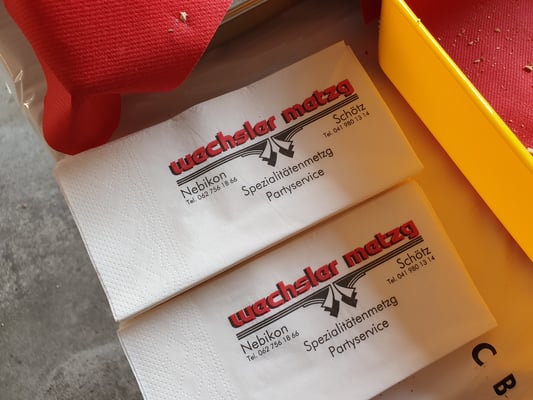 wechsler metzg
Nebikon
Tel. 062 756 18 66
Schötz
Tel. 041 980 13 14
Spezialitätenmetzg
Partyservice
wechsler metzg
Nebikon
Tel. 062 756 18 66
Schötz
Tel. 041 980 13 14
Spezialitätenmetzg
Partyservice
C B